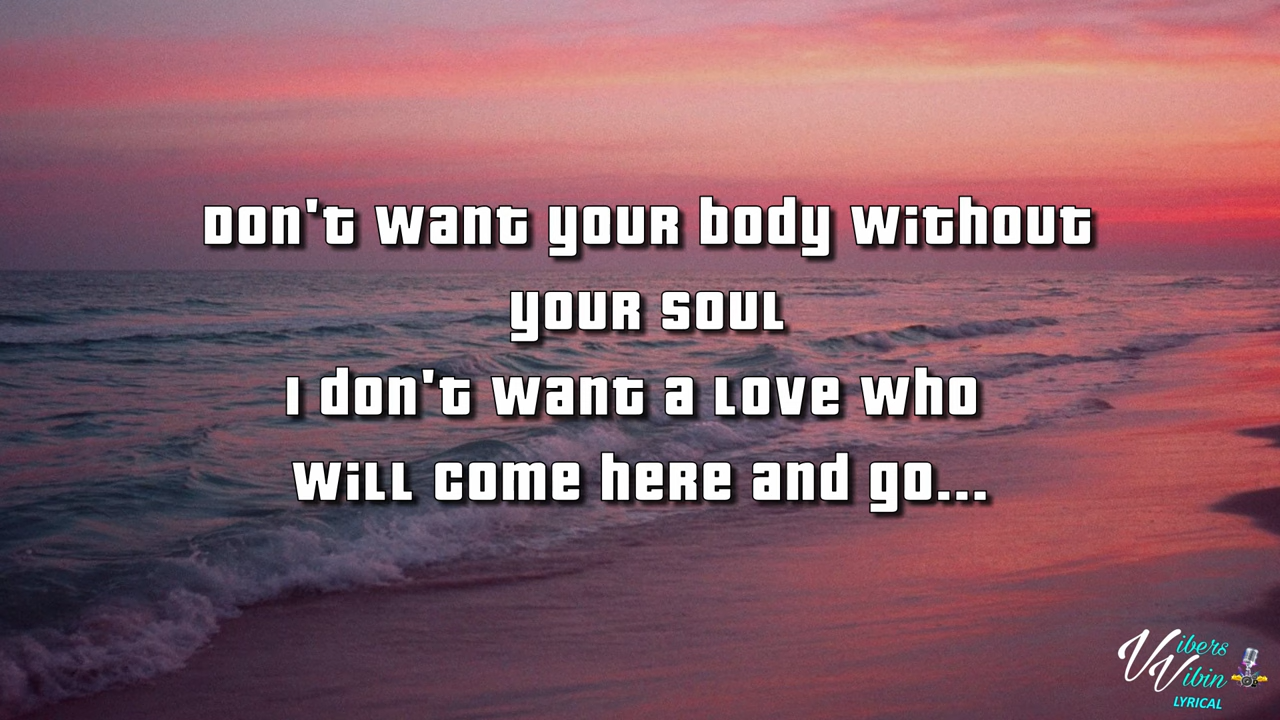 Don't want your body without
your soul
I don't want a love who
will come here and go...
Vibers
Vibin
LYRICAL